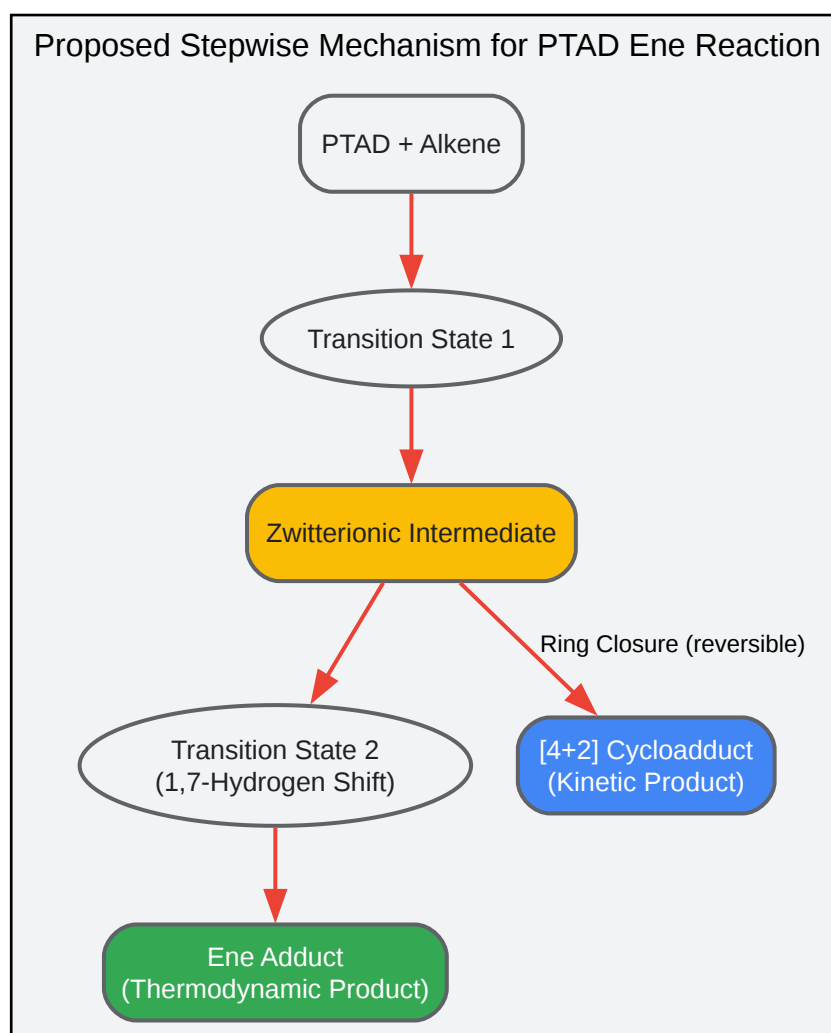 Proposed Stepwise Mechanism for PTAD Ene Reaction
PTAD + Alkene
Transition State 1
Zwitterionic Intermediate
Ring Closure (reversible)
Transition State 2
(1,7-Hydrogen Shift)
[4+2] Cycloadduct
(Kinetic Product)
Ene Adduct
(Thermodynamic Product)